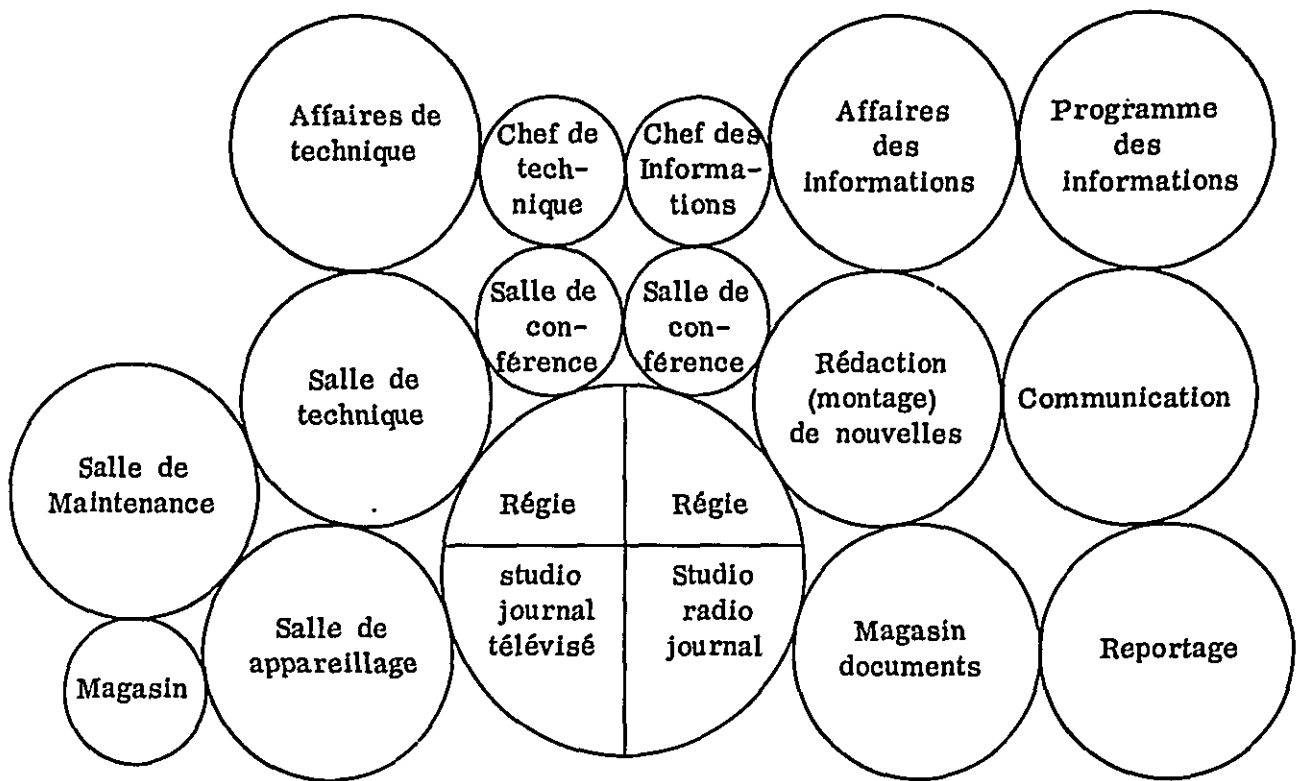 Affaires de
technique
Chef de
tech-
nique
Chef des
Informa-
tions
Affaires
des
informations
Programme
des
informations
Salle de
con-
férence
Salle de
con-
férence
Salle de
technique
Rédaction
(montage)
de nouvelles
Communication
Salle de
Maintenance
Régie
Régie
studio
journal
télévisé
Studio
radio
journal
Salle de
appareillage
Magasin
documents
Reportage
Magasin